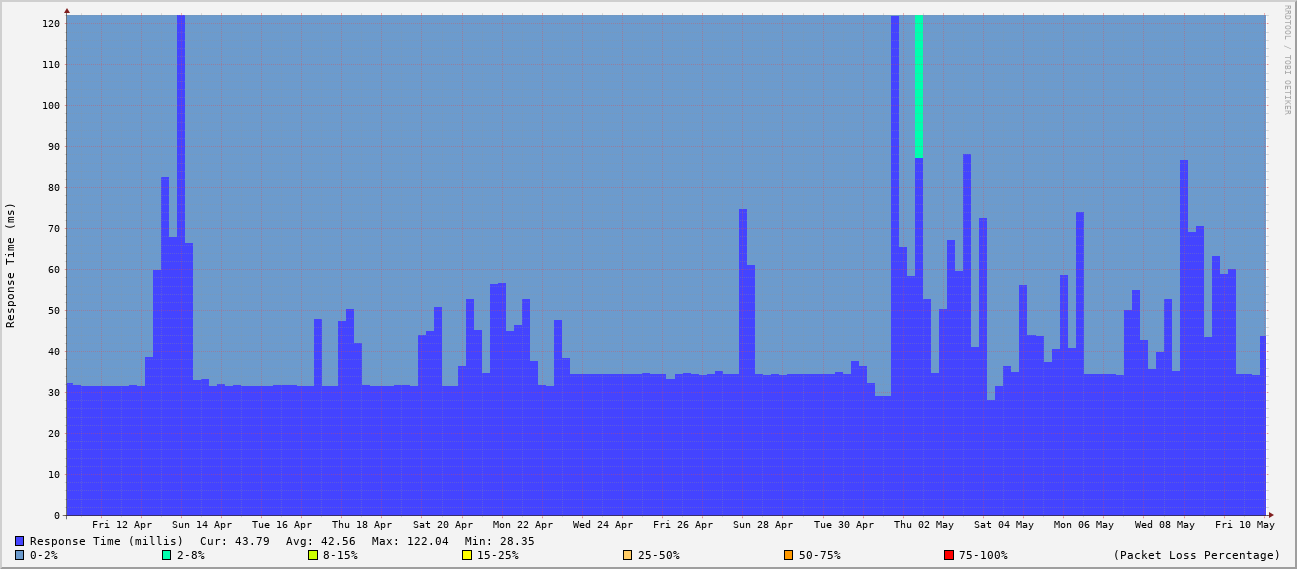 RRDTOOL / TOBI OETIKER
Response Time (ms)
120
110
100
90
80
70
60
50
40
30
20
10
0
Fri 12 Apr Sun 14 Apr Tue 16 Apr Thu 18 Apr Sat 20 Apr Mon 22 Apr Wed 24 Apr Fri 26 Apr Sun 28 Apr Tue 30 Apr Thu 02 May Sat 04 May Mon 06 May Wed 08 May Fri 10 May
Response Time (millis) Cur: 43.79 Avg: 42.56 Max: 122.04 Min: 28.35
0-2% 2-8% 8-15% 15-25% 25-50% 50-75% 75-100% (Packet Loss Percentage)